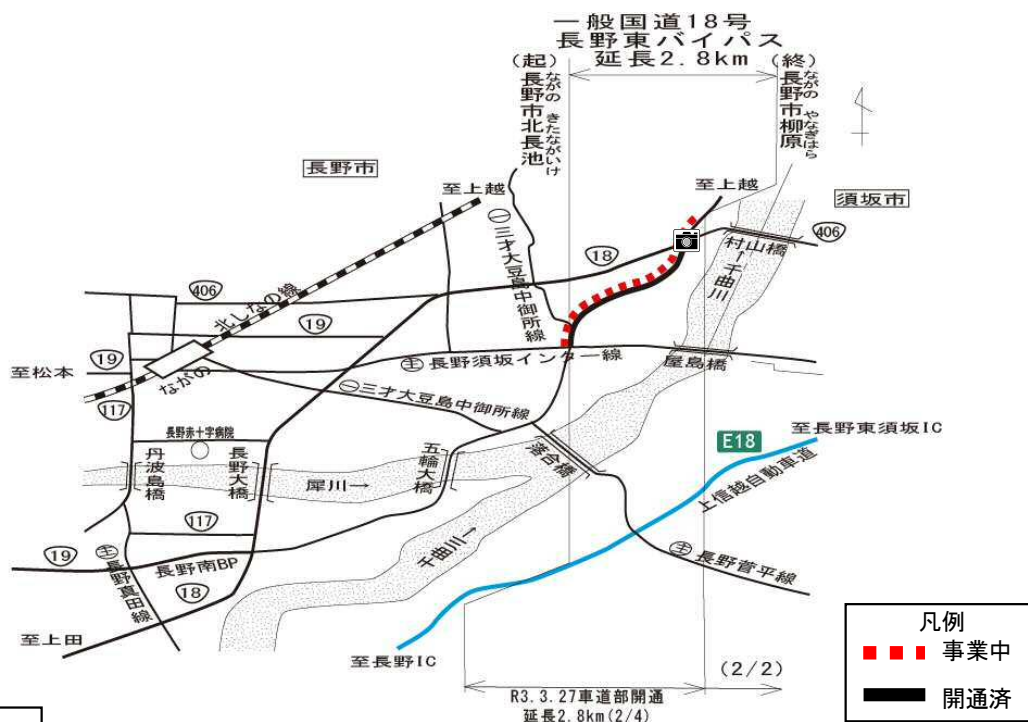 一般国道18号
長野東バイパス
延長2.8km
(起)
長野市北長池
ながの きたながいけ
(終)
長野市柳原
ながの やなぎはら
長野市
至上越
至上越
須坂市
一 三才大豆島中御所線
18
406
406
村山橋
千曲川→
北しなの線
19
19
至松本
ながの
主 長野須坂インター線
屋島橋
117
一 三才大豆島中御所線
長野赤十字病院
至長野東須坂IC
E18
丹波島橋
長野大橋
五輪大橋
落合橋
上信越自動車道
犀川→
117
千曲川→
19
主 長野真田線
長野南BP
主 長野菅平線
18
至上田
至長野IC
凡例
事業中
開通済
(2/2)
R3.3.27車道部開通
延長2.8km(2/4)